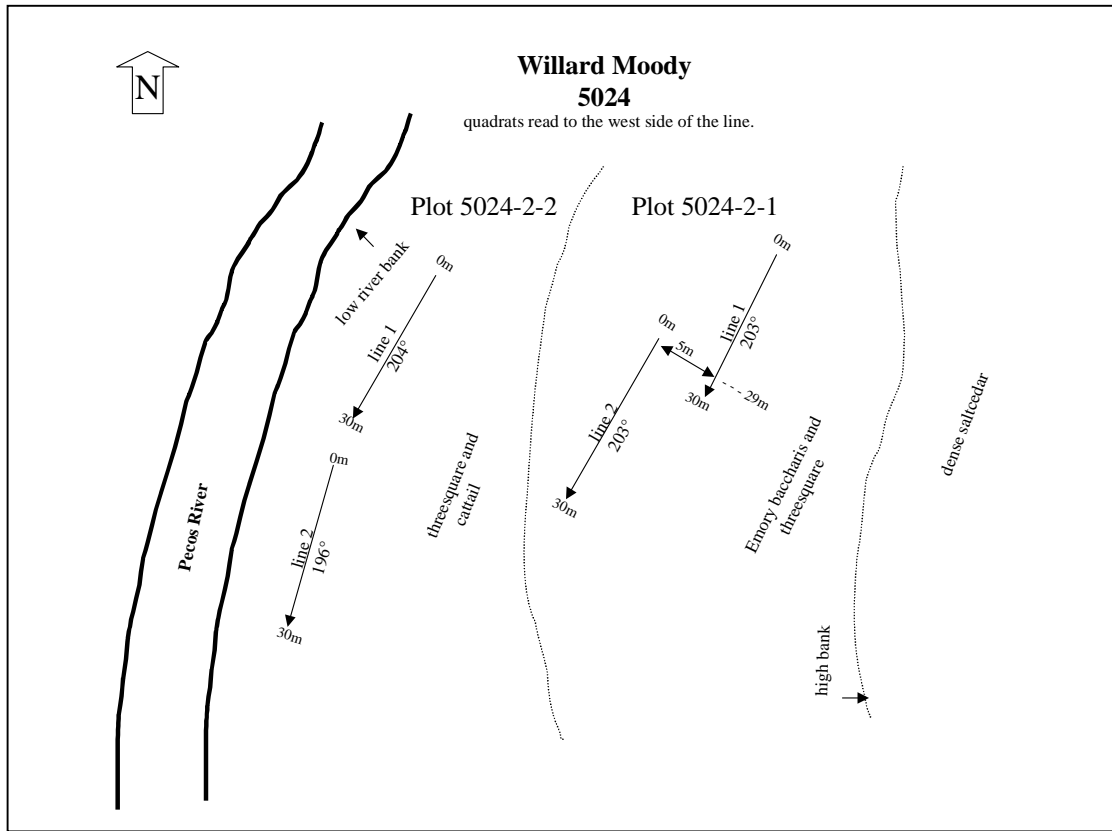 N
Willard Moody
5024
quadrats read to the west side of the line.
Plot 5024-2-2
Plot 5024-2-1
low river bank
0m
line 1
204°
30m
0m
line 2
196°
30m
Pecos River
threesquare and
cattail
0m
line 1
203°
30m
5m
29m
0m
line 2
203°
30m
Emory baccharis and
threesquare
dense saltcedar
high bank